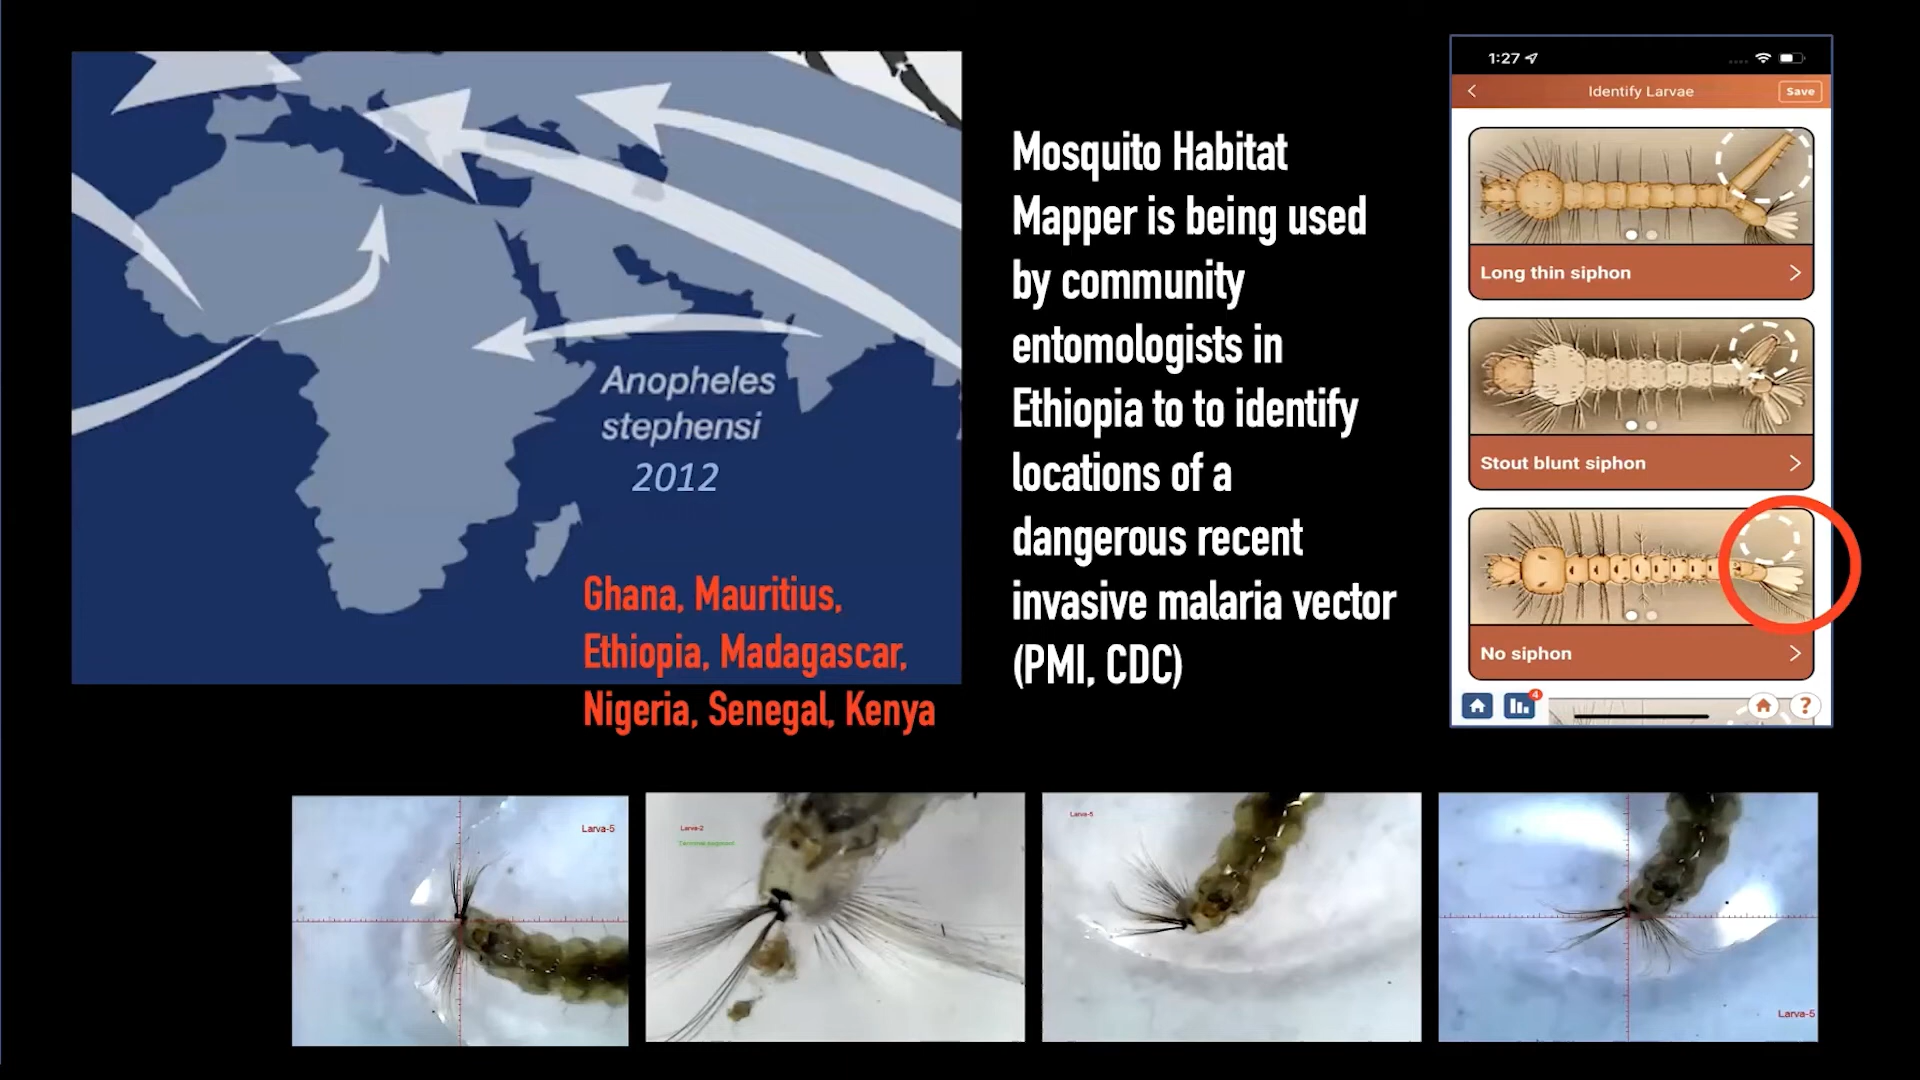 Anopheles
stephensi
2012
Ghana, Mauritius,
Ethiopia, Madagascar,
Nigeria, Senegal, Kenya
Mosquito Habitat
Mapper is being used
by community
entomologists in
Ethiopia to to identify
locations of a
dangerous recent
invasive malaria vector
(PMI, CDC)
1:27
Identify Larvae
Save
Long thin siphon
Stout blunt siphon
No siphon
4
?
Larva-5
Larva-2
Larva-5
Larva-5